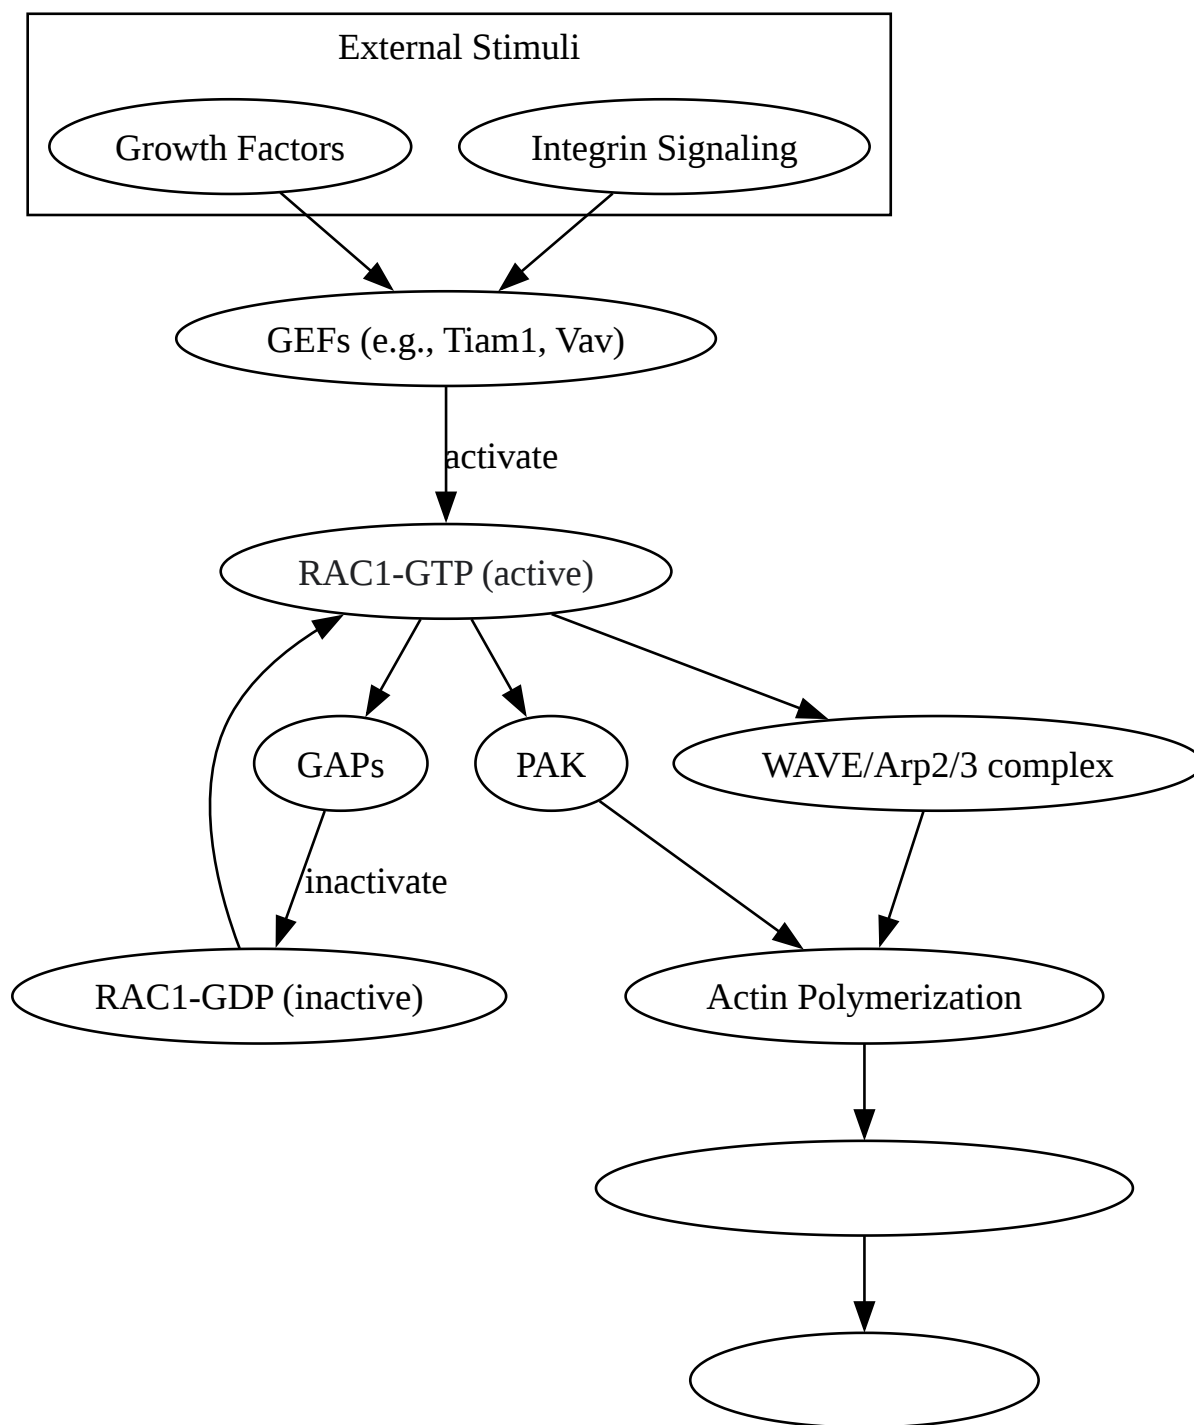 External Stimuli
Growth Factors
Integrin Signaling
GEFs (e.g., Tiam1, Vav)
activate
RAC1-GTP (active)
GAPs
PAK
WAVE/Arp2/3 complex
inactivate
RAC1-GDP (inactive)
Actin Polymerization